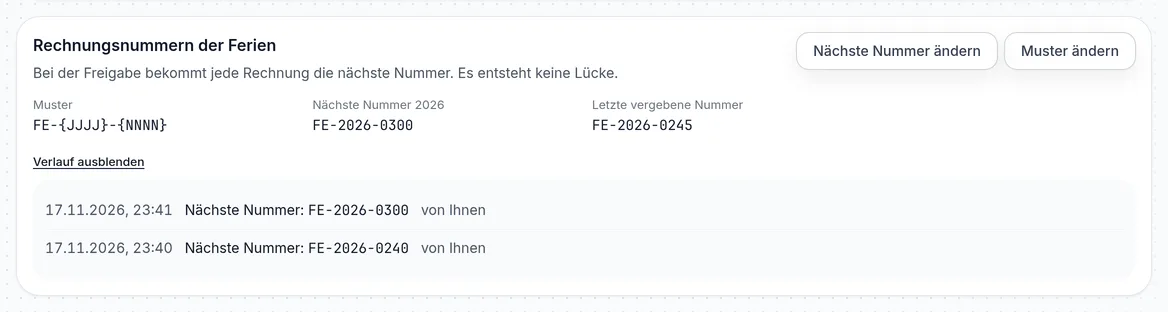 Rechnungsnummern der Ferien
Nächste Nummer ändern
Muster ändern
Bei der Freigabe bekommt jede Rechnung die nächste Nummer. Es entsteht keine Lücke.
Muster
Nächste Nummer 2026
Letzte vergebene Nummer
FE-{JJJJ}-{NNNN}
FE-2026-0300
FE-2026-0245
Verlauf ausblenden
17.11.2026, 23:41 Nächste Nummer: FE-2026-0300 von Ihnen
17.11.2026, 23:40 Nächste Nummer: FE-2026-0240 von Ihnen